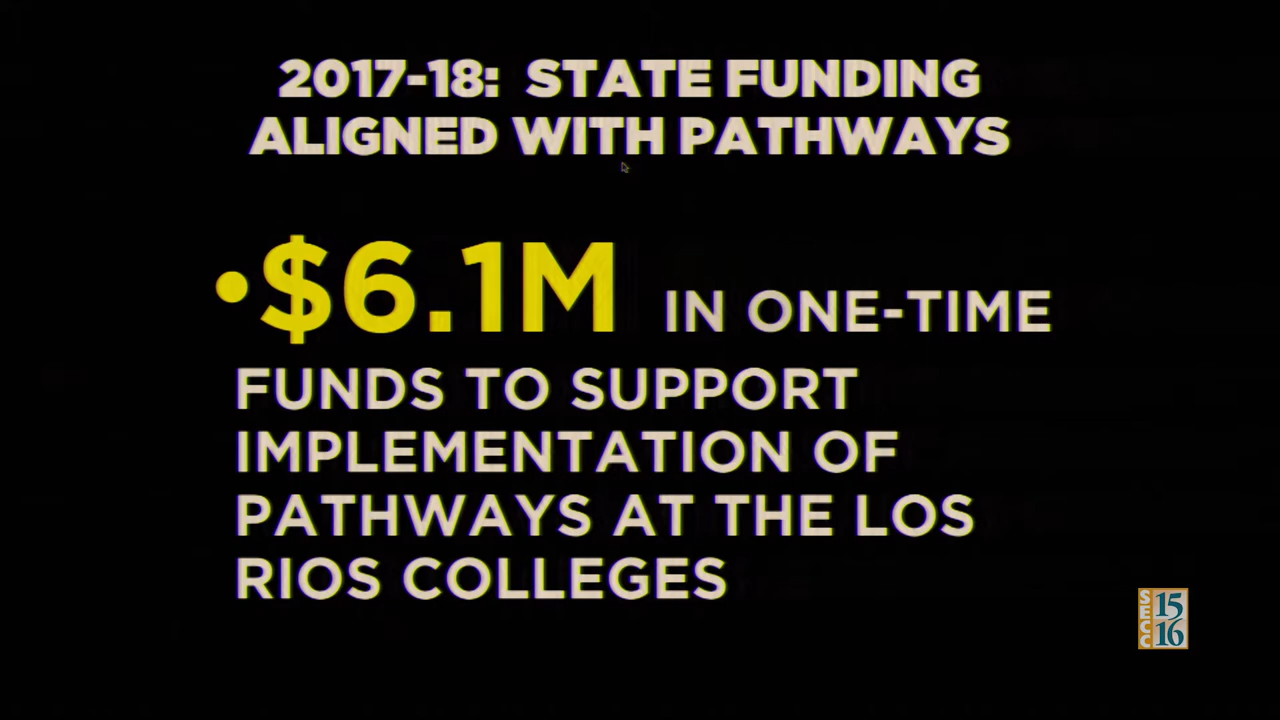 2017-18: STATE FUNDING
ALIGNED WITH PATHWAYS
•$6.1M IN ONE-TIME
FUNDS TO SUPPORT
IMPLEMENTATION OF
PATHWAYS AT THE LOS
RIOS COLLEGES
SECC
15
16